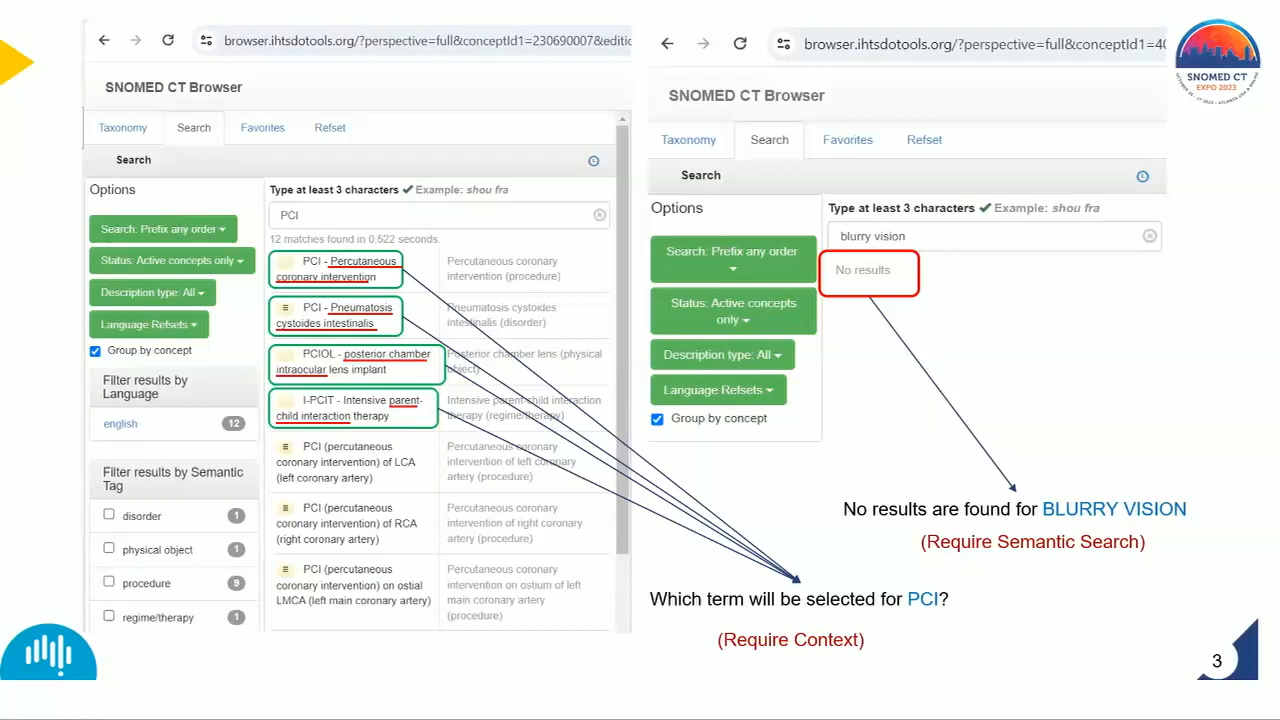 browser.ihtsdotools.org/?perspective=full&conceptId1=230690007&editic
SNOMED CT Browser
Taxonomy
Search
Favorites
Refset
Search
Options
Search: Prefix any order
Status: Active concepts only
Description type: All
Language Refsets
Group by concept
Filter results by
Language
english 12
Filter results by Semantic
Tag
disorder 1
physical object 1
procedure 9
regime/therapy 1
Type at least 3 characters ✔ Example: shou fra
PCI
12 matches found in 0.522 seconds.
PCI - Percutaneous
coronary intervention
Percutaneous coronary
intervention (procedure)
PCI - Pneumatosis
cystoides intestinalis
Pneumatosis cystoides
intestinalis (disorder)
PCIOL - posterior chamber
intraocular lens implant
Posterior chamber lens (physical
object)
I-PCIT - Intensive parent-
child interaction therapy
Intensive parent-child interaction
therapy (regime/therapy)
PCI (percutaneous
coronary intervention) of LCA
(left coronary artery)
Percutaneous coronary
intervention of left coronary
artery (procedure)
PCI (percutaneous
coronary intervention) of RCA
(right coronary artery)
Percutaneous coronary
intervention of right coronary
artery (procedure)
PCI (percutaneous
coronary intervention) on ostial
LMCA (left main coronary artery)
Percutaneous coronary
intervention on ostium of left
main coronary artery
(procedure)
browser.ihtsdotools.org/?perspective=full&conceptId1=40
SNOMED CT Browser
Taxonomy
Search
Favorites
Refset
Search
Options
Search: Prefix any order
Status: Active concepts
only
Description type: All
Language Refsets
Group by concept
Type at least 3 characters ✔ Example: shou fra
blurry vision
No results
No results are found for BLURRY VISION
(Require Semantic Search)
Which term will be selected for PCI?
(Require Context)
SNOMED CT
EXPO 2023
3